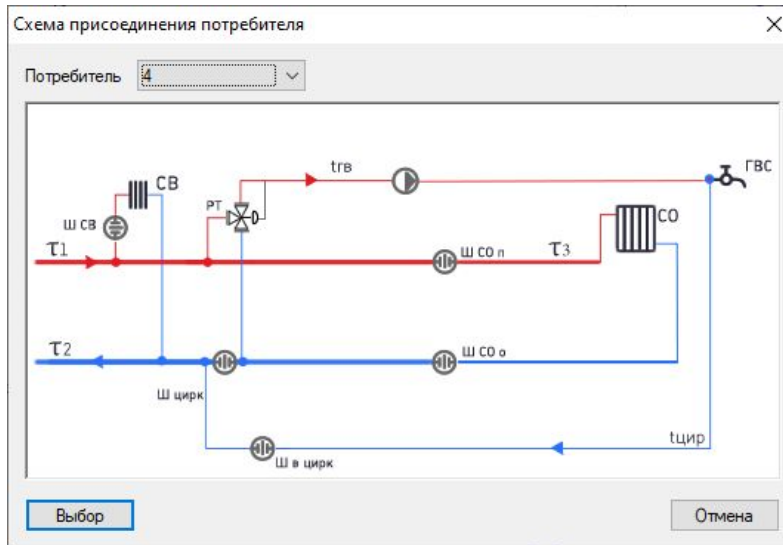 Схема присоединения потребителя
Потребитель 4
tгв
ГВС
СВ
РТ
СО
Ш СВ
τ1
Ш СО п
τ3
τ2
Ш СО о
Ш цирк
tцир
Ш в цирк
Выбор
Отмена